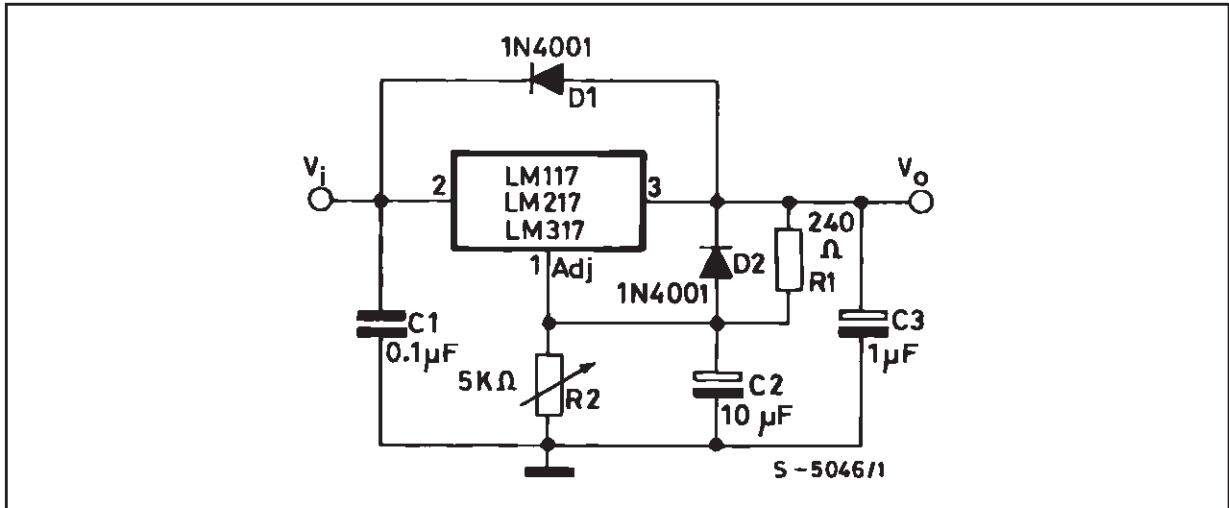 1N4001
D1
Vi
2
LM117
LM217
LM317
3
Vo
1 Adj
240
Ω
R1
D2
1N4001
C1
0.1µF
C3
1µF
5KΩ
R2
C2
10 µF
S-5046/1